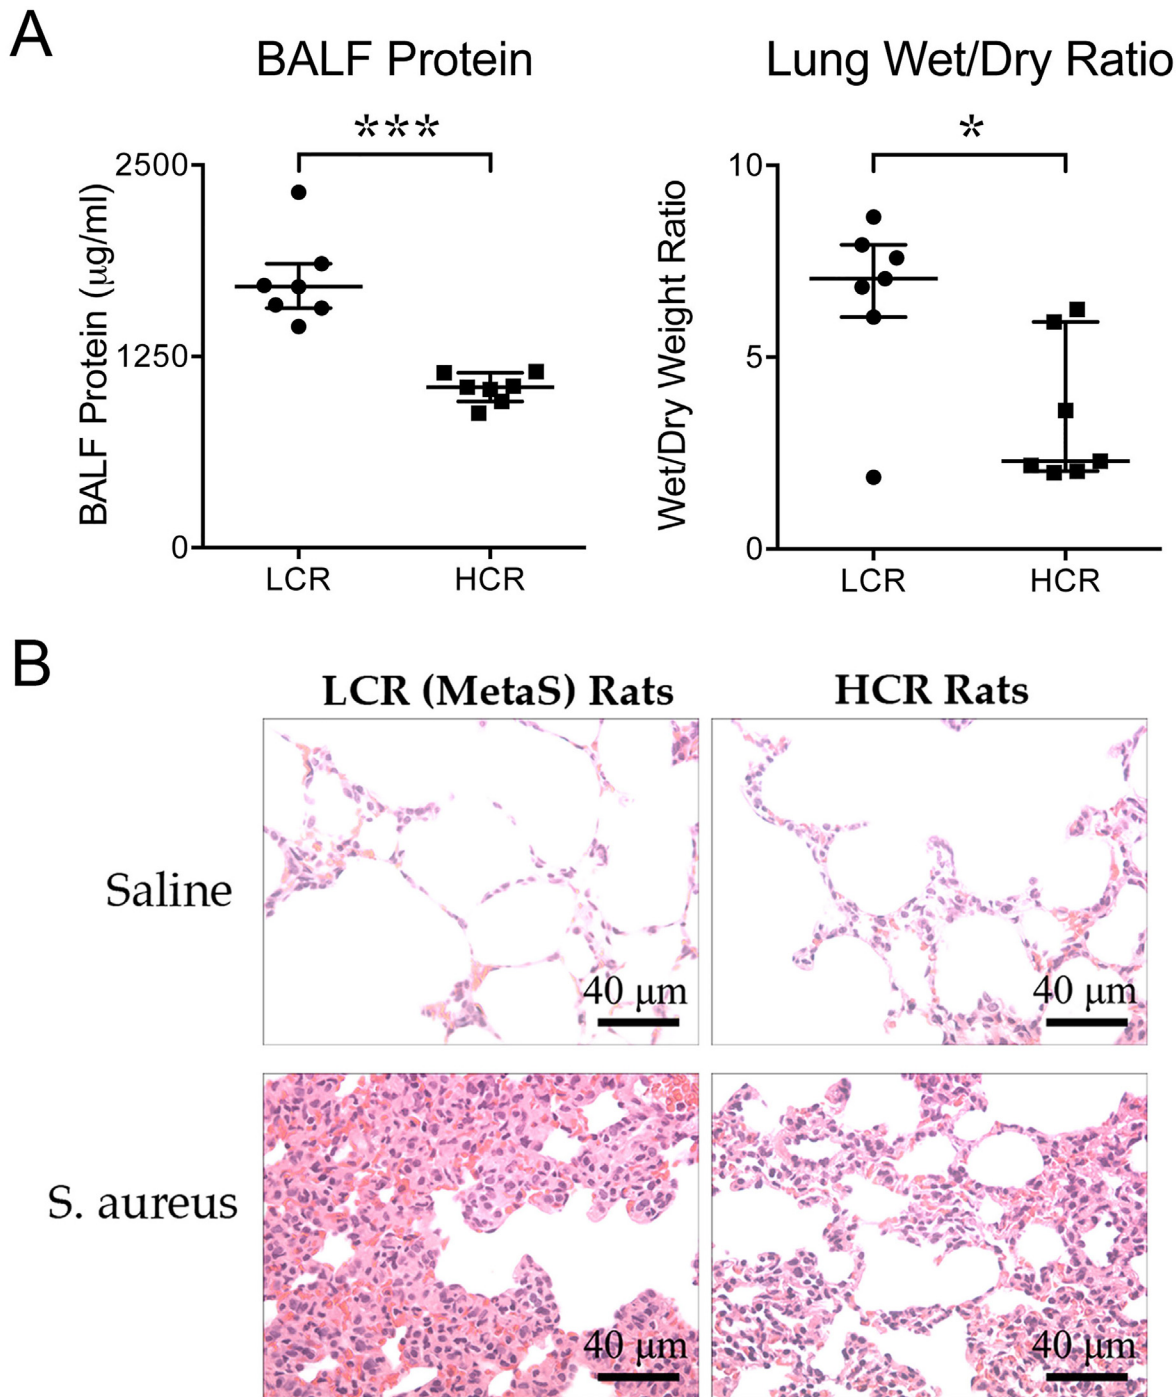 A
BALF Protein
***
BALF Protein (μg/ml)
2500
1250
0
LCR
HCR
Lung Wet/Dry Ratio
*
Wet/Dry Weight Ratio
10
5
0
LCR
HCR
B
LCR (MetaS) Rats
HCR Rats
Saline
40 μm
40 μm
S. aureus
40 μm
40 μm